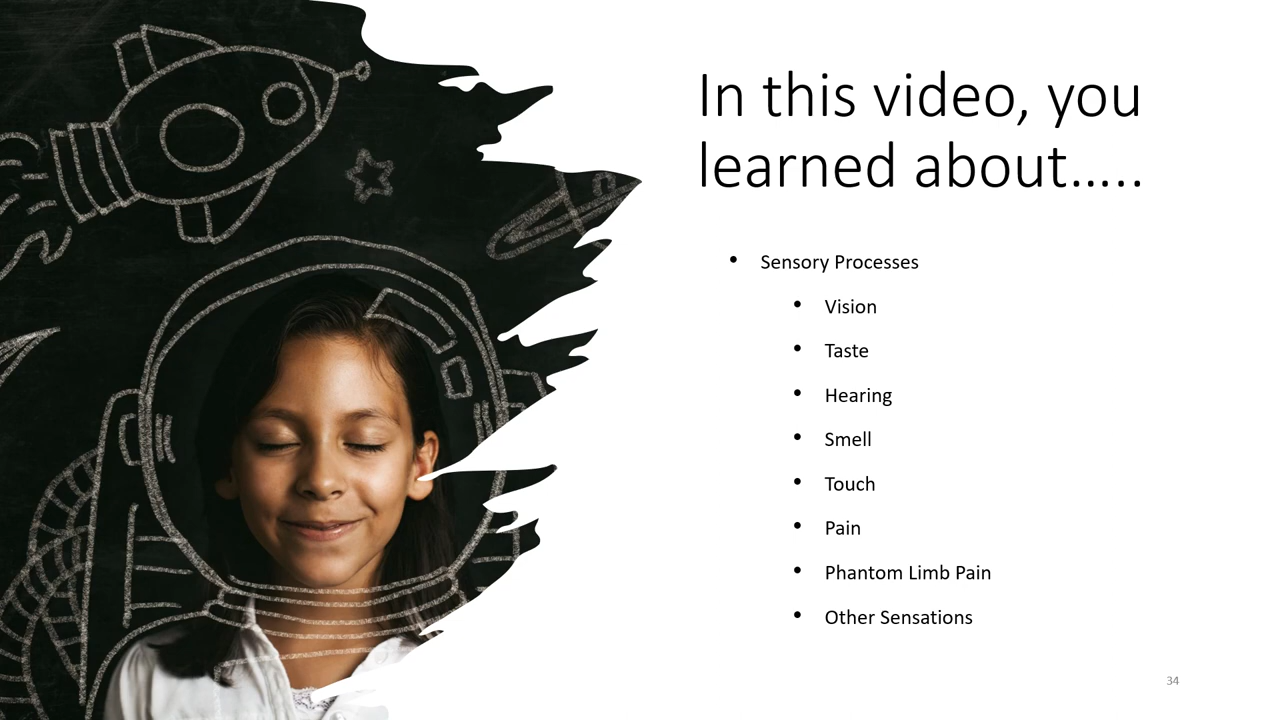 In this video, you
learned about…..
• Sensory Processes
• Vision
• Taste
• Hearing
• Smell
• Touch
• Pain
• Phantom Limb Pain
• Other Sensations
34